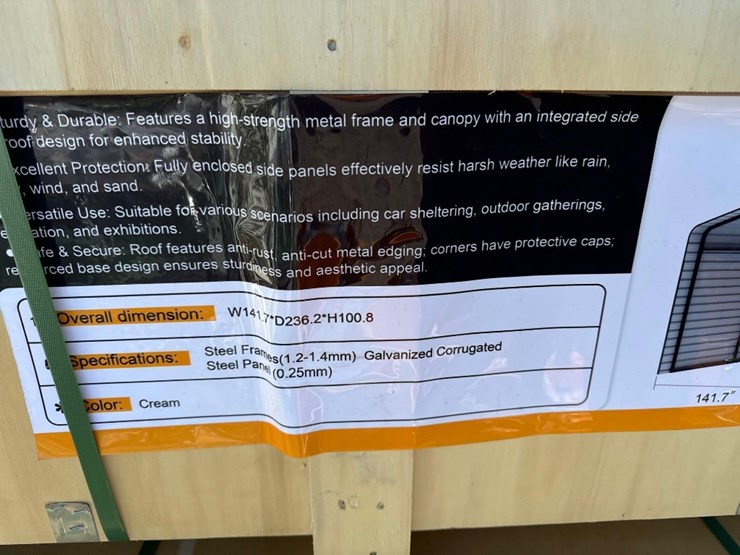 urdy & Durable: Features a high-strength metal frame and canopy with an integrated side
oof design for enhanced stability.
xcellent Protection: Fully enclosed side panels effectively resist harsh weather like rain,
, wind, and sand.
ersatile Use: Suitable for various scenarios including car sheltering, outdoor gatherings,
ation, and exhibitions.
fe & Secure: Roof features anti-rust, anti-cut metal edging; corners have protective caps;
re rced base design ensures sturdiness and aesthetic appeal.
Overall dimension: W141.7*D236.2*H100.8
Specifications: Steel Frames(1.2-1.4mm) Galvanized Corrugated
Steel Panel (0.25mm)
Color: Cream
141.7"